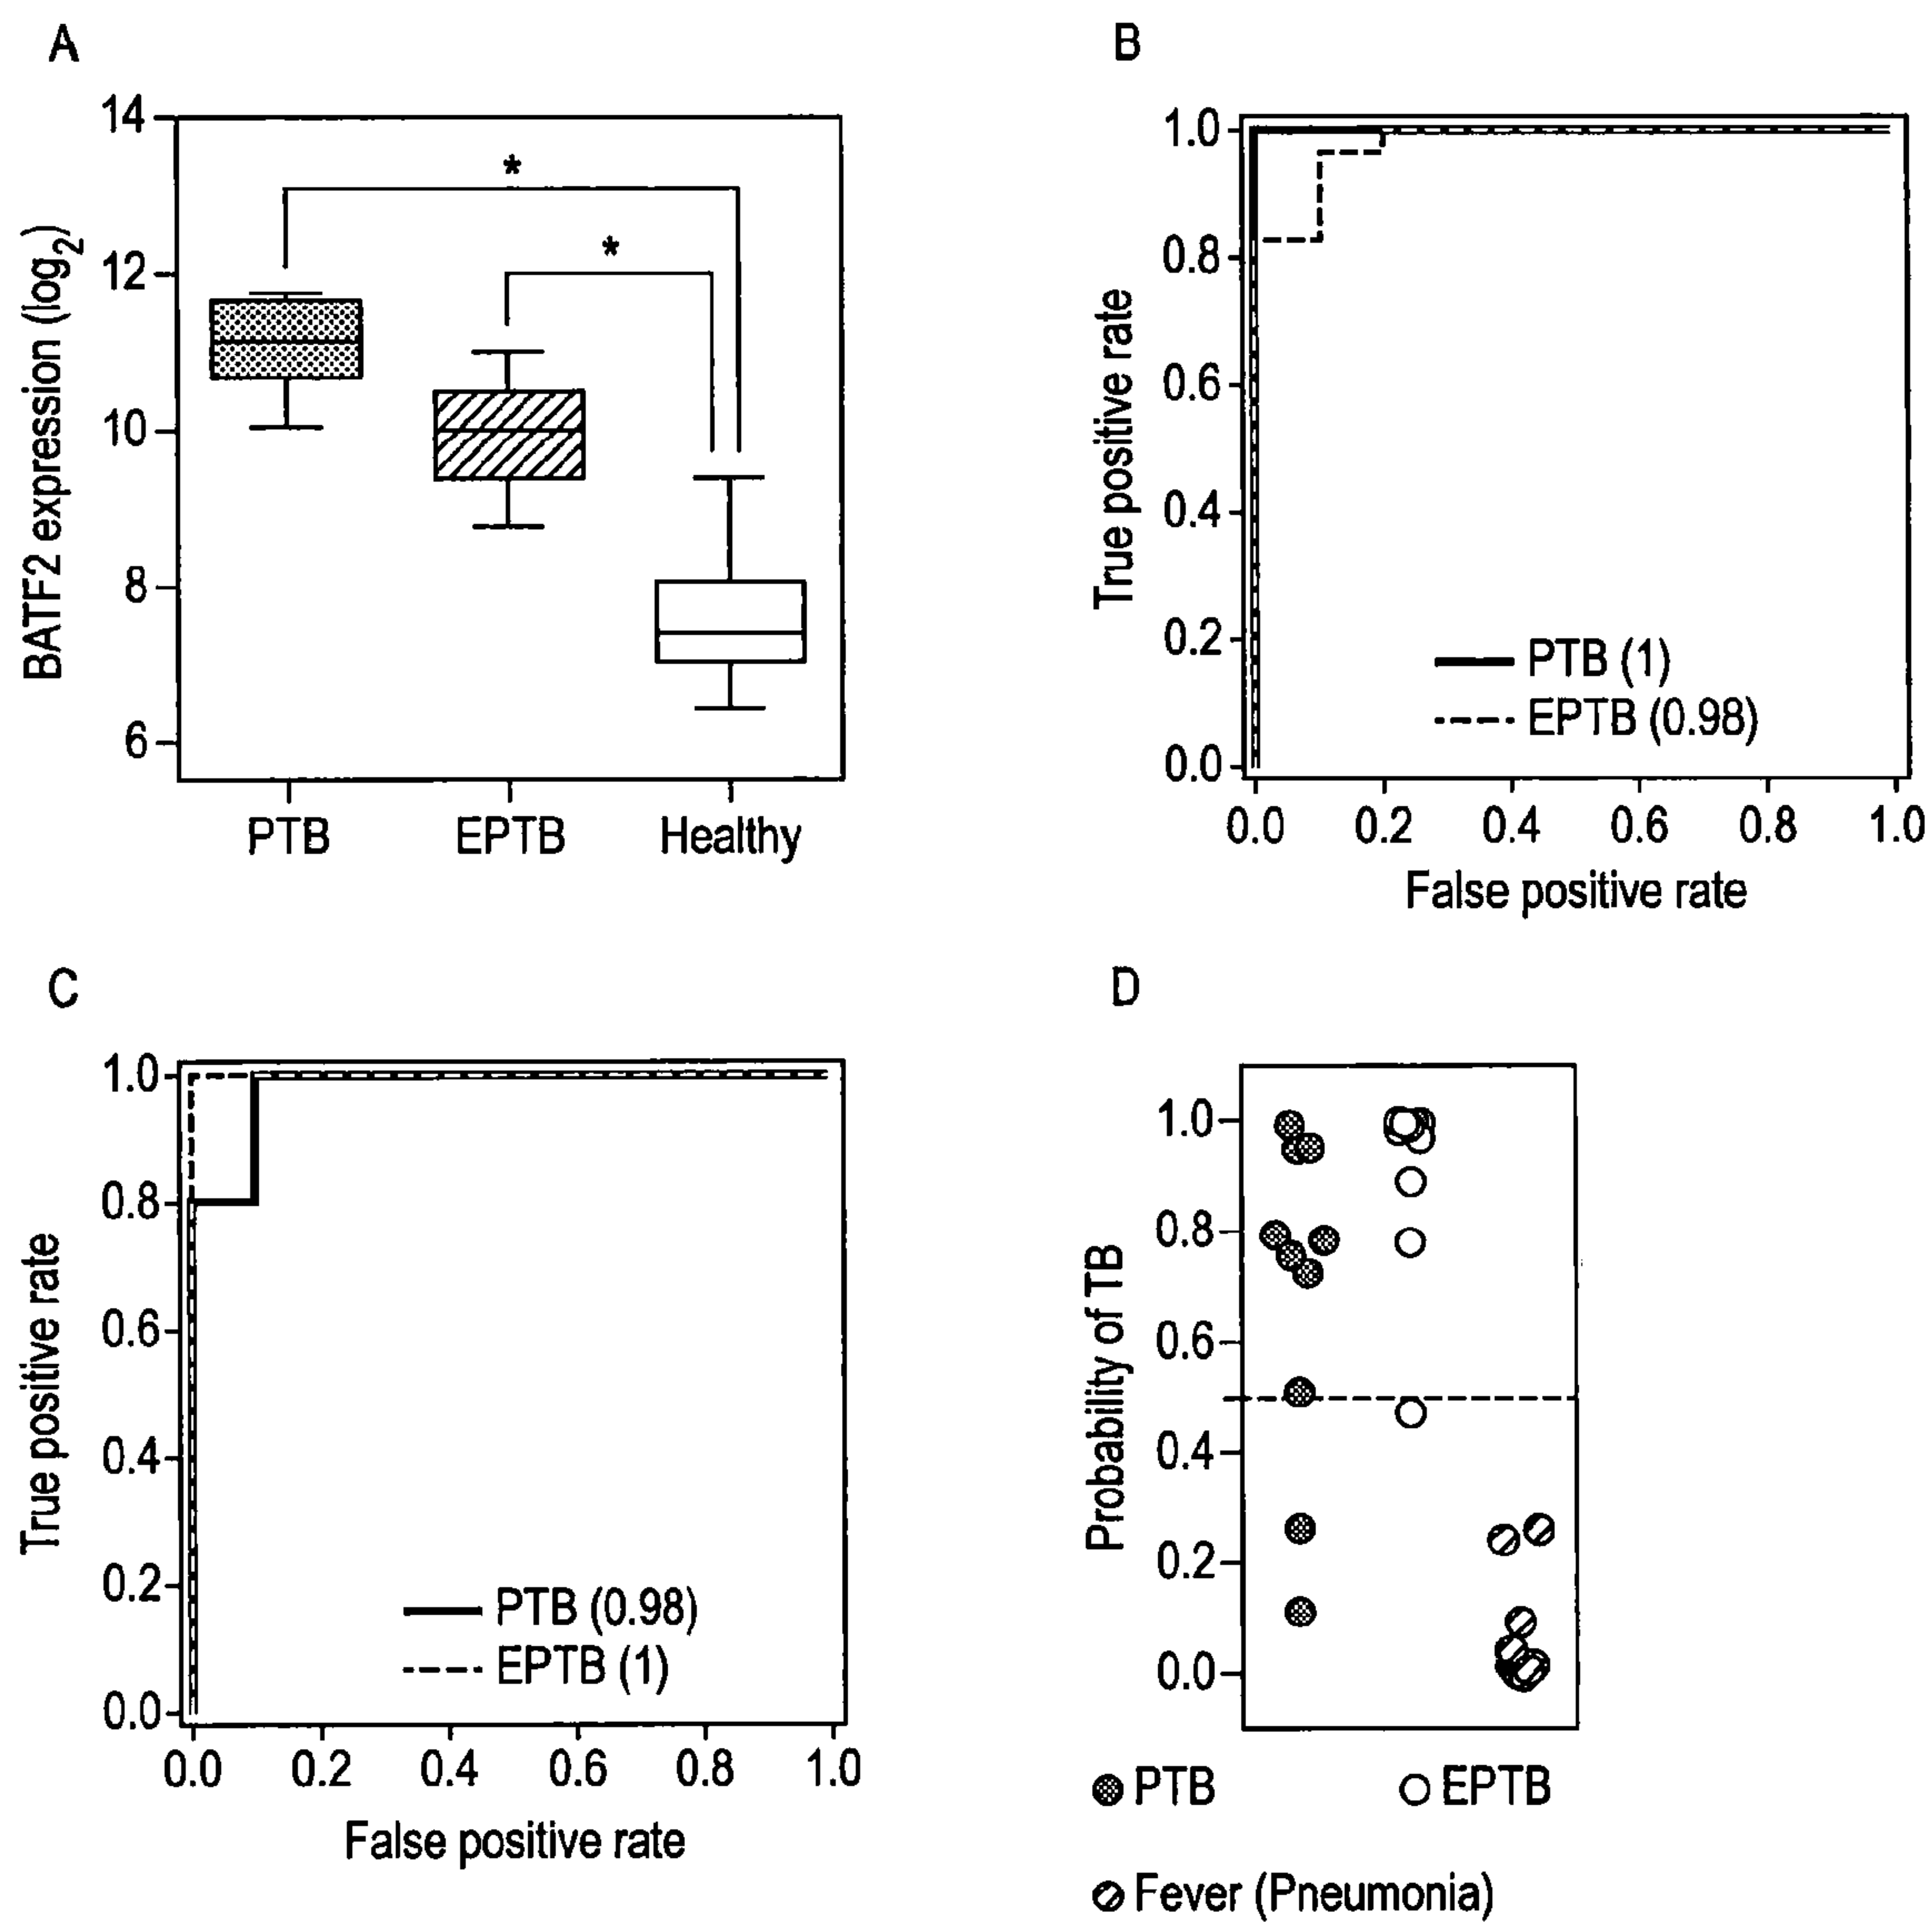 A
BATF2 expression (log2)
14
12
10
8
6
*
*
PTB EPTB Healthy
B
True positive rate
1.0
0.8
0.6
0.4
0.2
0.0
PTB (1)
EPTB (0.98)
0.0 0.2 0.4 0.6 0.8 1.0
False positive rate
C
True positive rate
1.0
0.8
0.6
0.4
0.2
0.0
PTB (0.98)
EPTB (1)
0.0 0.2 0.4 0.6 0.8 1.0
False positive rate
D
Probability of TB
1.0
0.8
0.6
0.4
0.2
0.0
PTB EPTB
Fever (Pneumonia)